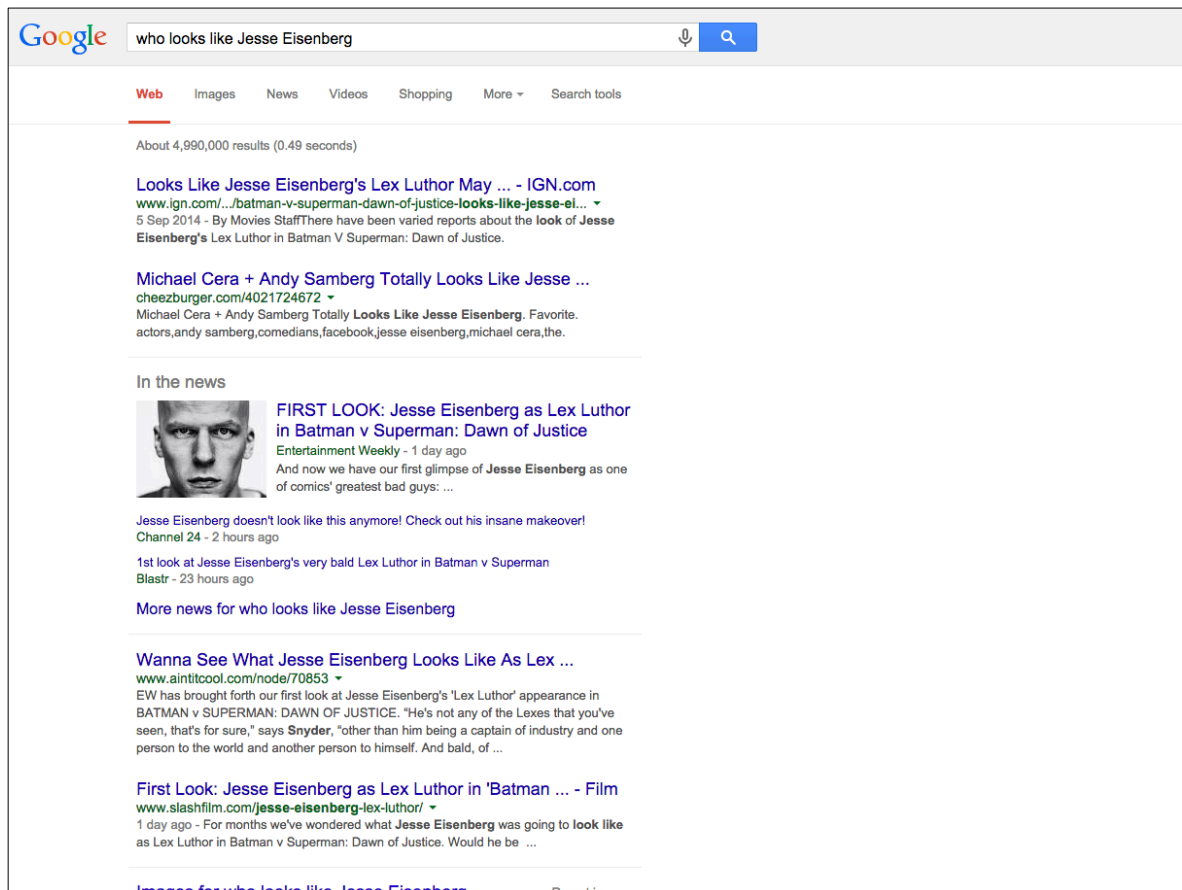 Google
who looks like Jesse Eisenberg
Web Images News Videos Shopping More Search tools
About 4,990,000 results (0.49 seconds)
Looks Like Jesse Eisenberg's Lex Luthor May ... - IGN.com
www.ign.com/.../batman-v-superman-dawn-of-justice-looks-like-jesse-ei...
5 Sep 2014 - By Movies StaffThere have been varied reports about the look of Jesse
Eisenberg's Lex Luthor in Batman V Superman: Dawn of Justice.
Michael Cera + Andy Samberg Totally Looks Like Jesse ...
cheezburger.com/4021724672
Michael Cera + Andy Samberg Totally Looks Like Jesse Eisenberg. Favorite.
actors,andy samberg,comedians,facebook,jesse eisenberg,michael cera,the.
In the news
FIRST LOOK: Jesse Eisenberg as Lex Luthor
in Batman v Superman: Dawn of Justice
Entertainment Weekly - 1 day ago
And now we have our first glimpse of Jesse Eisenberg as one
of comics' greatest bad guys: ...
Jesse Eisenberg doesn't look like this anymore! Check out his insane makeover!
Channel 24 - 2 hours ago
1st look at Jesse Eisenberg's very bald Lex Luthor in Batman v Superman
Blastr - 23 hours ago
More news for who looks like Jesse Eisenberg
Wanna See What Jesse Eisenberg Looks Like As Lex ...
www.aintitcool.com/node/70853
EW has brought forth our first look at Jesse Eisenberg's 'Lex Luthor' appearance in
BATMAN v SUPERMAN: DAWN OF JUSTICE. "He's not any of the Lexes that you've
seen, that's for sure," says Snyder, "other than him being a captain of industry and one
person to the world and another person to himself. And bald, of ...
First Look: Jesse Eisenberg as Lex Luthor in 'Batman ... - Film
www.slashfilm.com/jesse-eisenberg-lex-luthor/
1 day ago - For months we've wondered what Jesse Eisenberg was going to look like
as Lex Luthor in Batman v Superman: Dawn of Justice. Would he be ...
Images for who looks like Jesse Eisenberg